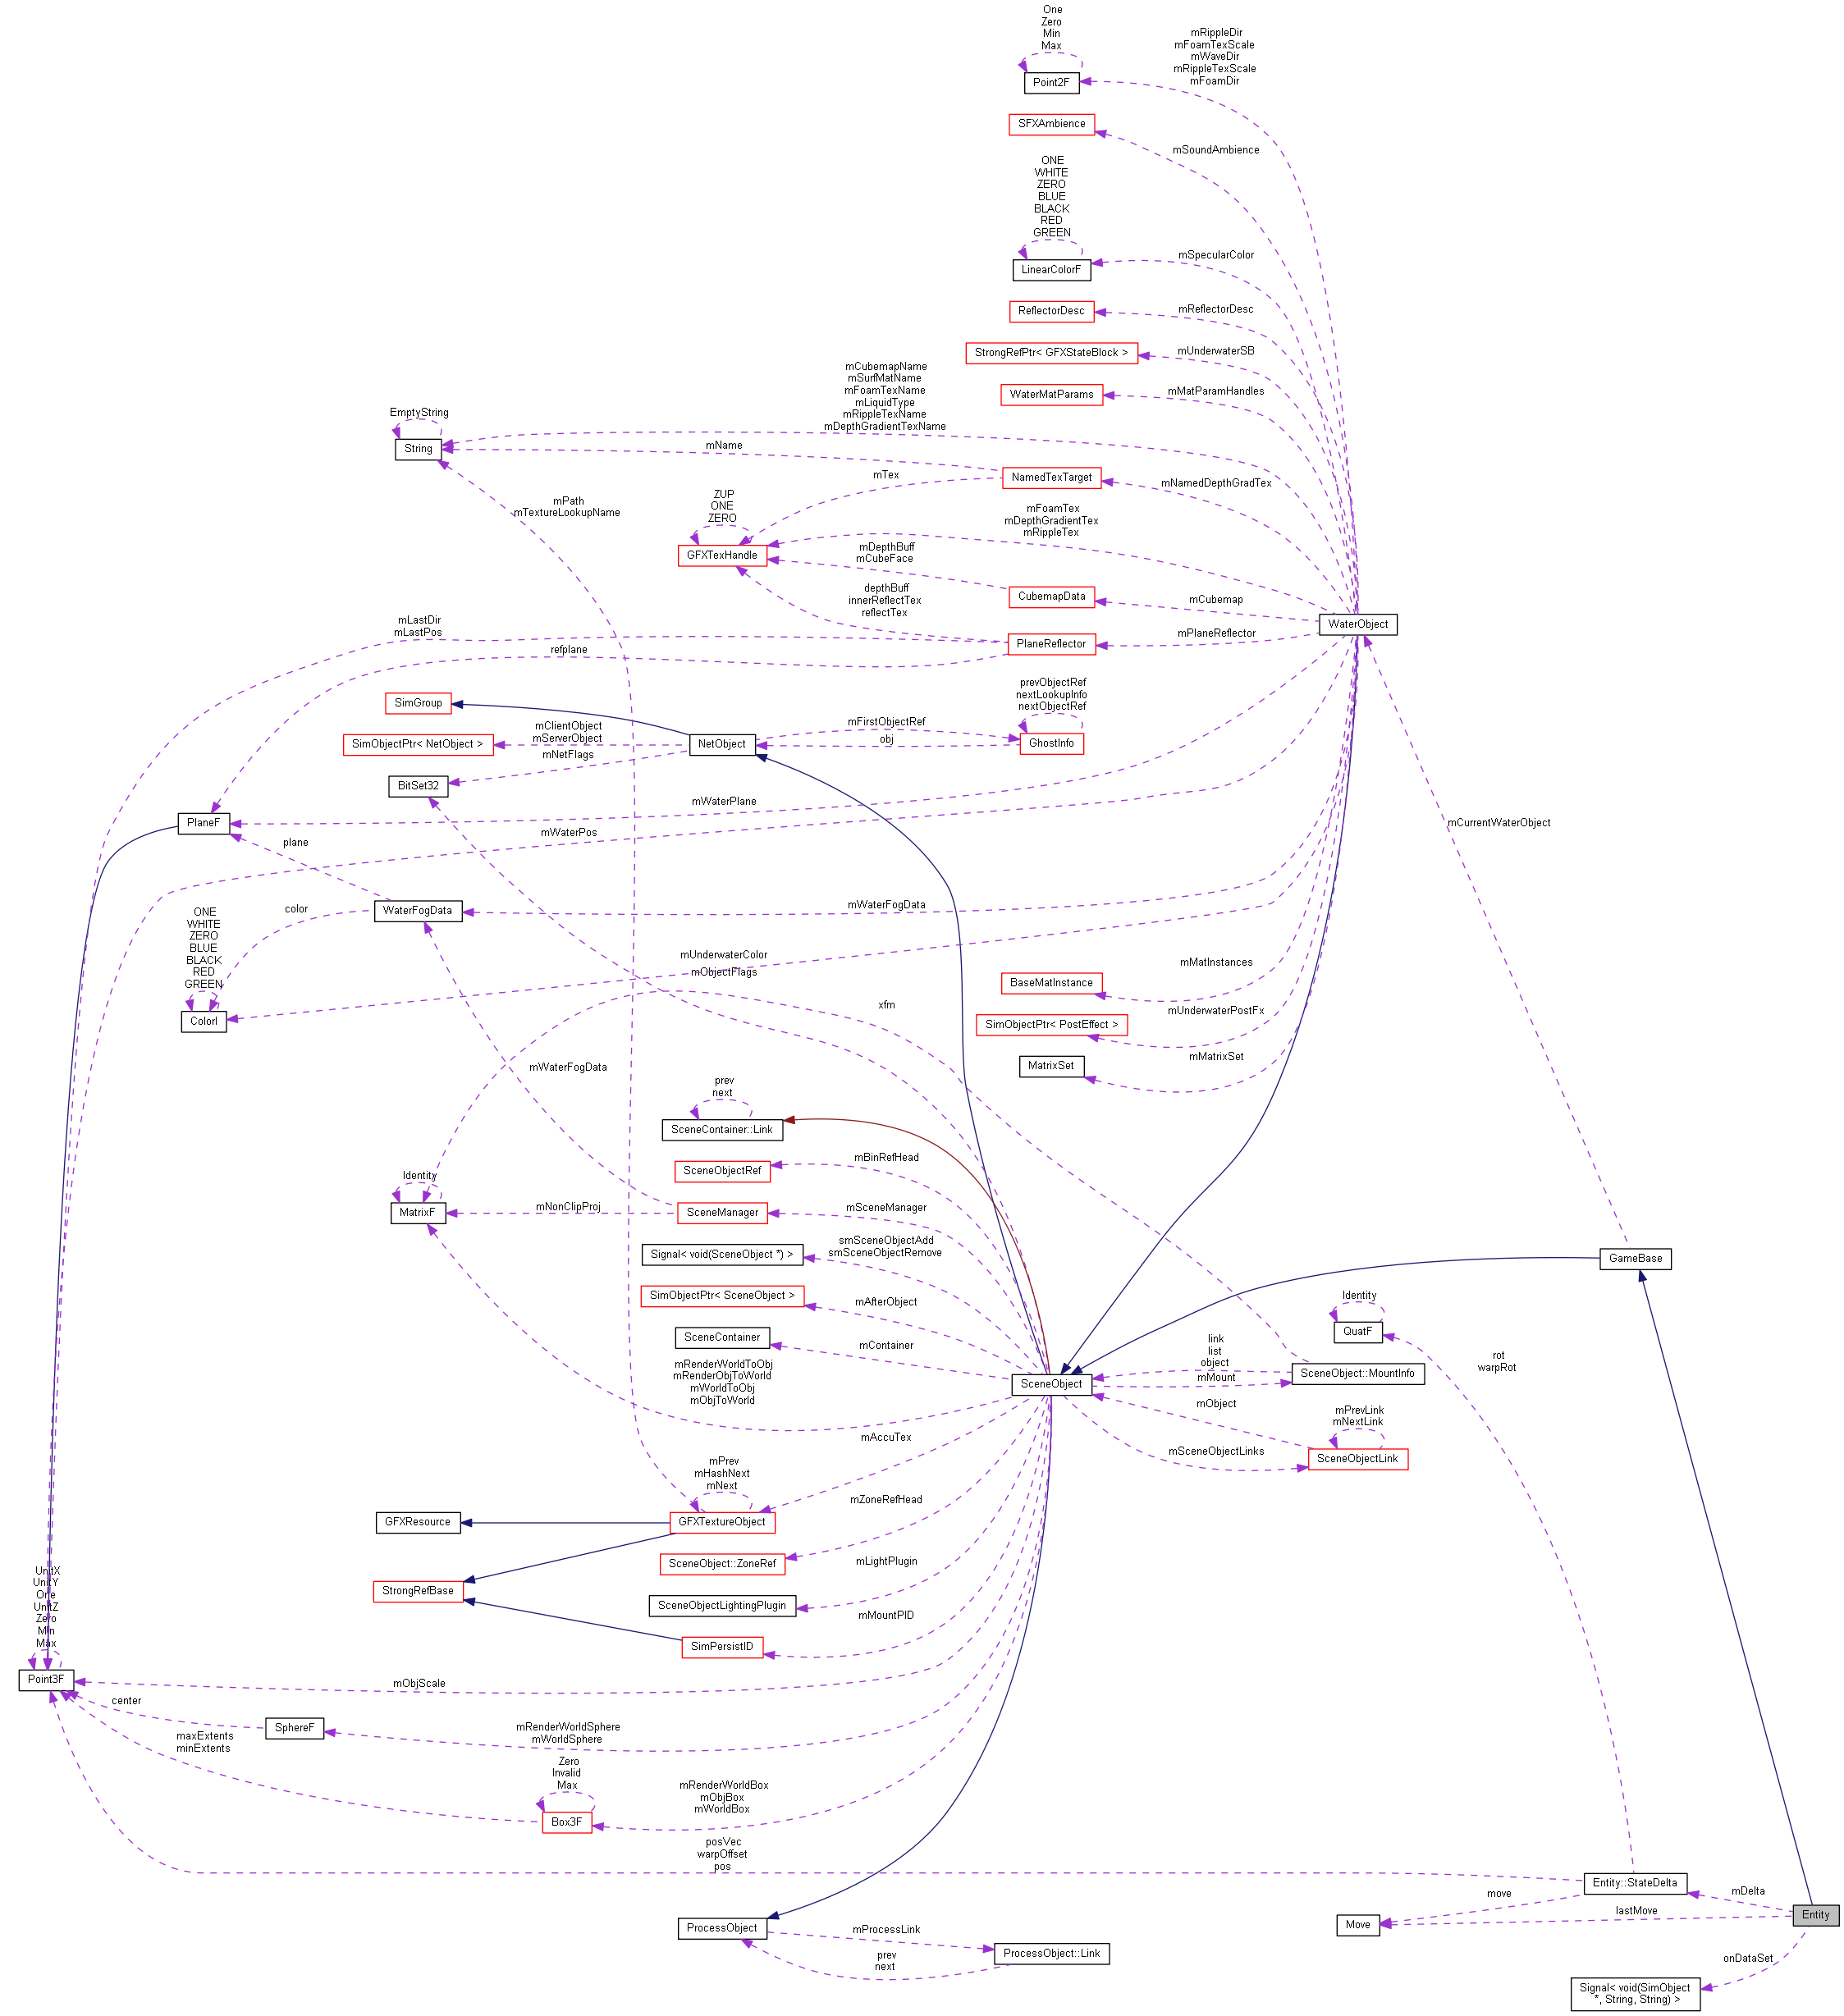 One
Zero
Min
Max
Point2F
mRippleDir
mFoamTexScale
mWaveDir
mRippleTexScale
mFoamDir
SFXAmbience
mSoundAmbience
ONE
WHITE
ZERO
BLUE
BLACK
RED
GREEN
LinearColorF
mSpecularColor
ReflectorDesc
mReflectorDesc
StrongRefPtr< GFXStateBlock >
mUnderwaterSB
WaterMatParams
mMatParamHandles
mCubemapName
mSurfMatName
mFoamTexName
mLiquidType
mRippleTexName
mDepthGradientTexName
EmptyString
String
mName
NamedTexTarget
mNamedDepthGradTex
mTex
mPath
mTextureLookupName
ZUP
ONE
ZERO
GFXTexHandle
mFoamTex
mDepthGradientTex
mRippleTex
mDepthBuff
mCubeFace
CubemapData
mCubemap
depthBuff
innerReflectTex
reflectTex
WaterObject
mLastDir
mLastPos
refplane
PlaneReflector
mPlaneReflector
SimGroup
prevObjectRef
nextLookupInfo
nextObjectRef
mFirstObjectRef
obj
GhostInfo
SimObjectPtr< NetObject >
mClientObject
mServerObject
mNetFlags
NetObject
BitSet32
mWaterPlane
PlaneF
mWaterPos
mCurrentWaterObject
plane
ONE
WHITE
ZERO
BLUE
BLACK
RED
GREEN
ColorI
color
WaterFogData
mWaterFogData
mUnderwaterColor
mObjectFlags
mMatInstances
BaseMatInstance
xfm
mUnderwaterPostFx
SimObjectPtr< PostEffect >
mMatrixSet
MatrixSet
mWaterFogData
prev
next
SceneContainer::Link
SceneObjectRef
mBinRefHead
Identity
MatrixF
mNonClipProj
SceneManager
mSceneManager
Signal< void(SceneObject *) >
smSceneObjectAdd
smSceneObjectRemove
GameBase
SimObjectPtr< SceneObject >
mAfterObject
Identity
QuatF
SceneContainer
mContainer
link
list
object
mMount
SceneObject::MountInfo
rot
warpRot
mRenderWorldToObj
mRenderObjToWorld
mWorldToObj
mObjToWorld
SceneObject
mObject
mPrevLink
mNextLink
SceneObjectLink
mSceneObjectLinks
mAccuTex
mPrev
mHashNext
mNext
GFXTextureObject
GFXResource
mZoneRefHead
SceneObject::ZoneRef
StrongRefBase
mLightPlugin
SceneObjectLightingPlugin
mMountPID
SimPersistID
UnitX
UnitY
One
UnitZ
Zero
Min
Max
Point3F
mObjScale
center
SphereF
mRenderWorldSphere
mWorldSphere
maxExtents
minExtents
Zero
Invalid
Max
Box3F
mRenderWorldBox
mObjBox
mWorldBox
posVec
warpOffset
pos
Entity::StateDelta
mDelta
move
lastMove
Move
Entity
ProcessObject
mProcessLink
prev
next
ProcessObject::Link
onDataSet
Signal< void(SimObject
*, String, String) >